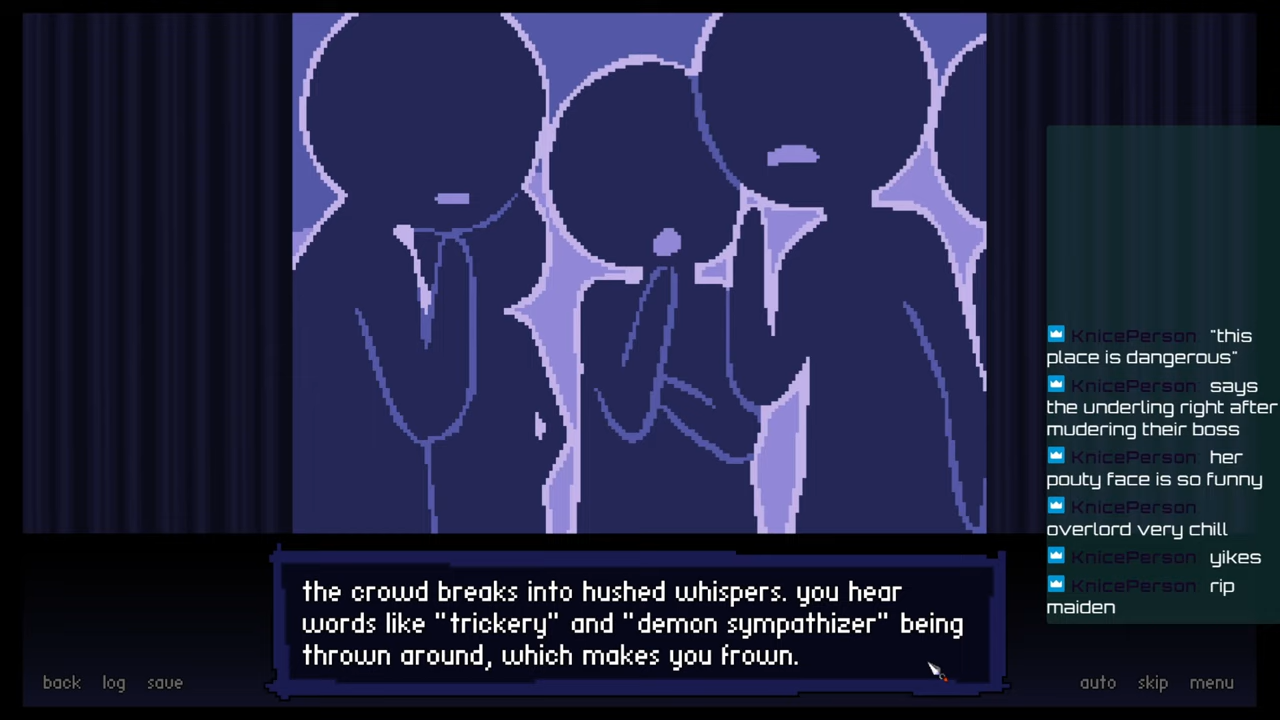 KnicePerson: "this
place is dangerous"
KnicePerson: says
the underling right after
mudering their boss
KnicePerson: her
pouty face is so funny
KnicePerson:
overlord very chill
KnicePerson: yikes
KnicePerson: rip
maiden
the crowd breaks into hushed whispers. you hear
words like "trickery" and "demon sympathizer" being
thrown around, which makes you frown.
back log save auto skip menu